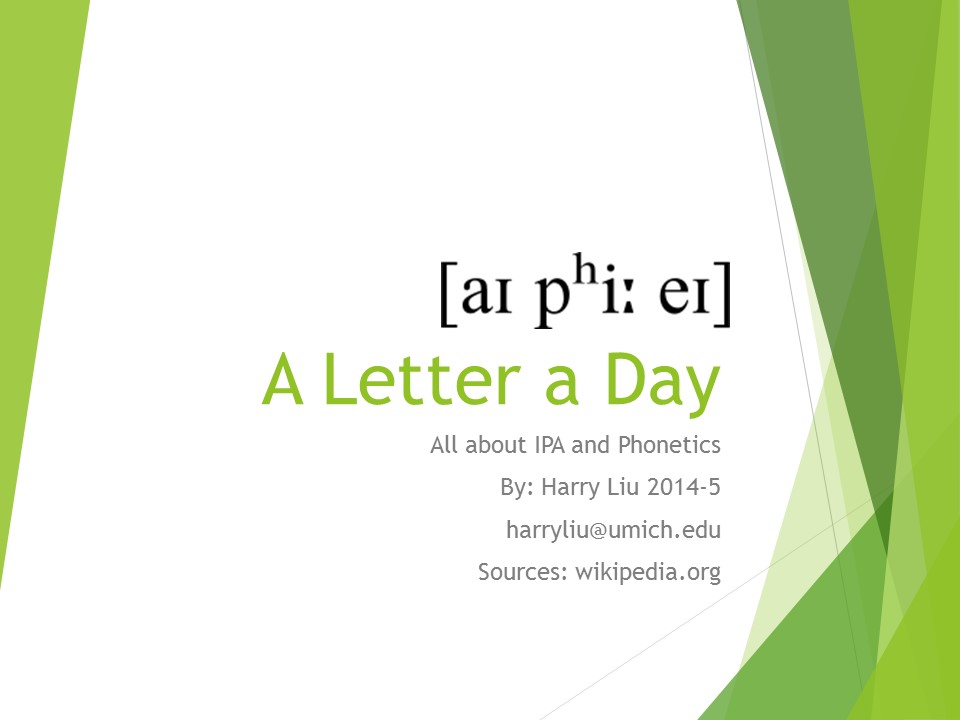 [aɪ pʰiː eɪ]
A Letter a Day
All about IPA and Phonetics
By: Harry Liu 2014-5
harryliu@umich.edu
Sources: wikipedia.org